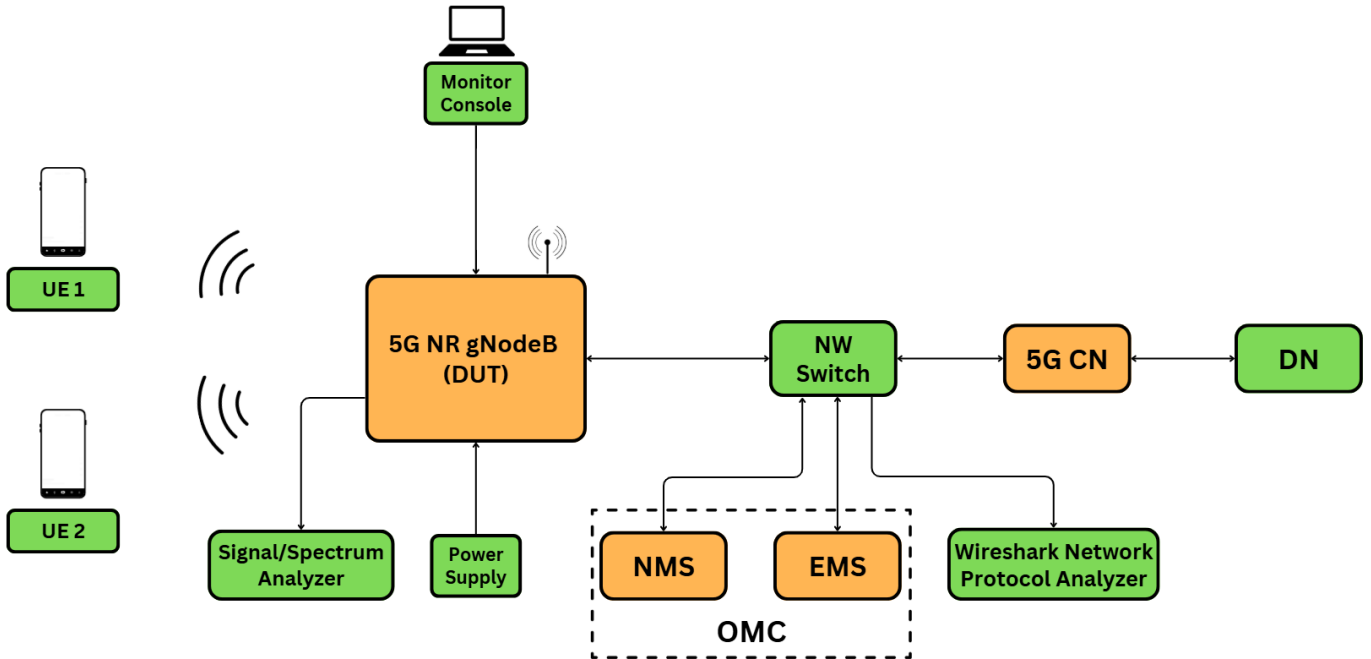 Monitor
Console
UE 1
5G NR gNodeB
(DUT)
NW
Switch
5G CN
DN
UE 2
Signal/Spectrum
Analyzer
Power
Supply
NMS
EMS
Wireshark Network
Protocol Analyzer
OMC